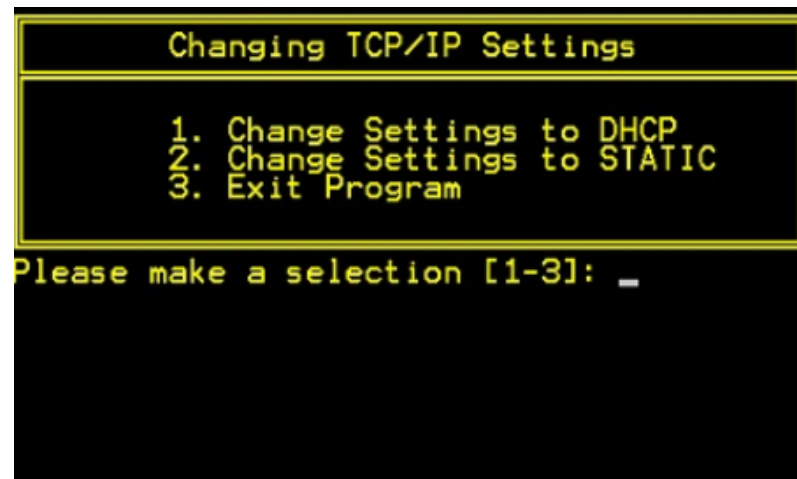 Changing TCP/IP Settings
1. Change Settings to DHCP
2. Change Settings to STATIC
3. Exit Program
Please make a selection [1-3]: _